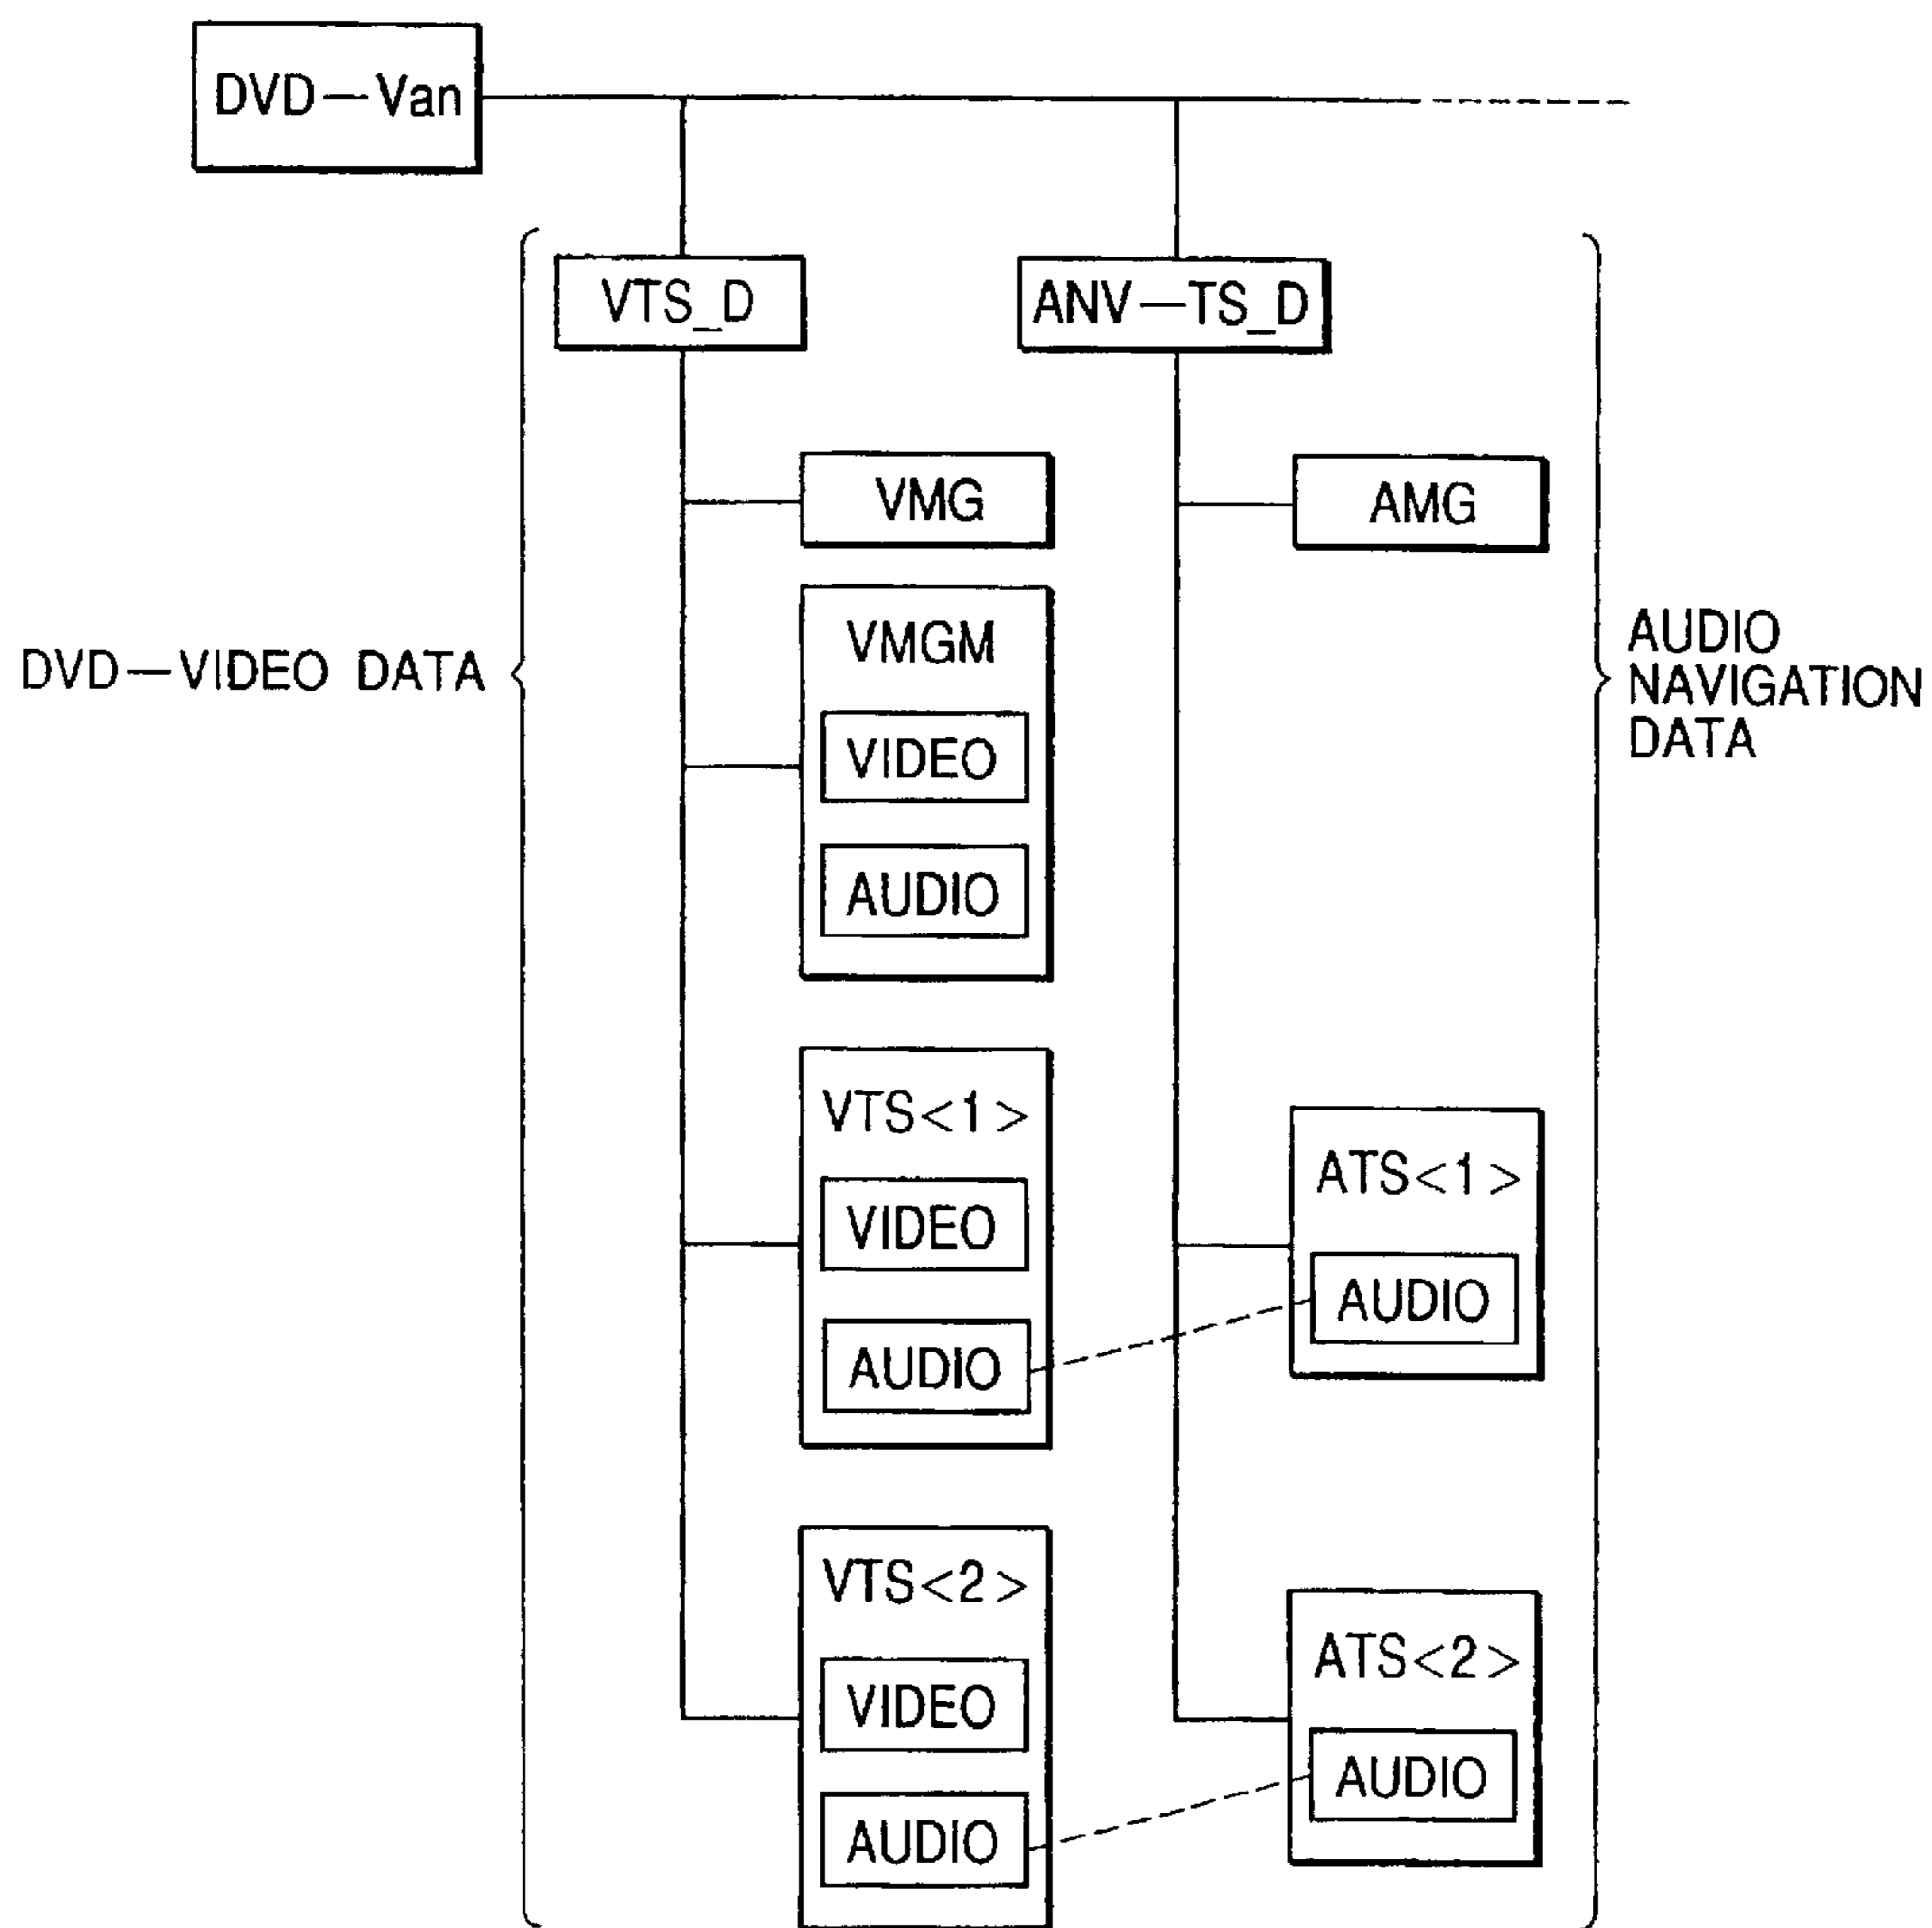 DVD—Van
VTS_D
ANV—TS_D
DVD—VIDEO DATA
VMG
VMGM
VIDEO
AUDIO
VTS<1>
VIDEO
AUDIO
VTS<2>
VIDEO
AUDIO
AMG
ATS<1>
AUDIO
ATS<2>
AUDIO
AUDIO
NAVIGATION
DATA